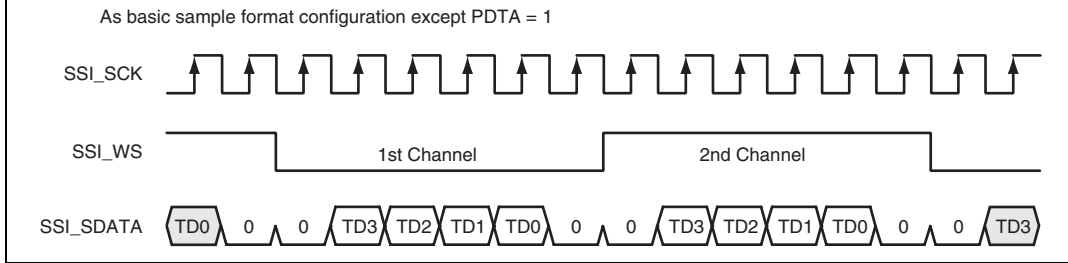 As basic sample format configuration except PDTA = 1
SSI_SCK
SSI_WS 1st Channel 2nd Channel
SSI_SDATA TD0 0 0 TD3 TD2 TD1 TD0 0 0 TD3 TD2 TD1 TD0 0 0 TD3